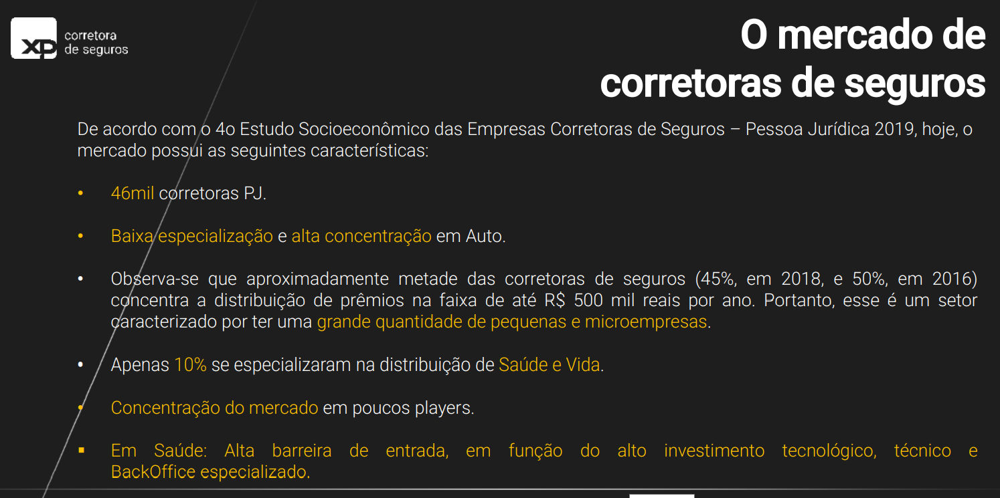 xp corretora
de seguros
O mercado de
corretoras de seguros
De acordo com o 4o Estudo Socioeconômico das Empresas Corretoras de Seguros – Pessoa Jurídica 2019, hoje, o
mercado possui as seguintes características:
• 46mil corretoras PJ.
• Baixa especialização e alta concentração em Auto.
• Observa-se que aproximadamente metade das corretoras de seguros (45%, em 2018, e 50%, em 2016)
concentra a distribuição de prêmios na faixa de até R$ 500 mil reais por ano. Portanto, esse é um setor
caracterizado por ter uma grande quantidade de pequenas e microempresas.
• Apenas 10% se especializaram na distribuição de Saúde e Vida.
• Concentração do mercado em poucos players.
▪ Em Saúde: Alta barreira de entrada, em função do alto investimento tecnológico, técnico e
BackOffice especializado.